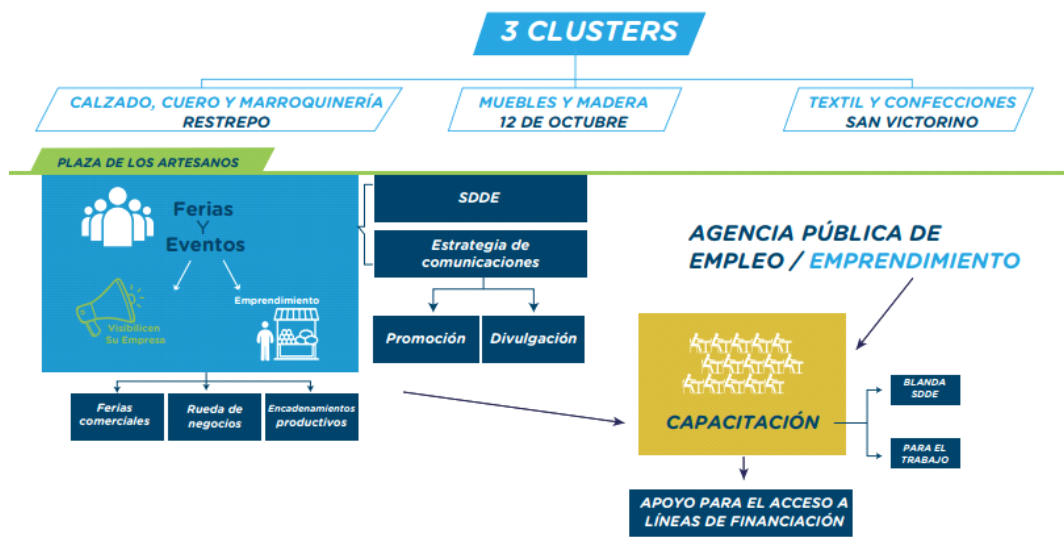 3 CLUSTERS
CALZADO, CUERO Y MARROQUINERÍA
RESTREPO
MUEBLES Y MADERA
12 DE OCTUBRE
TEXTIL Y CONFECCIONES
SAN VICTORINO
PLAZA DE LOS ARTESANOS
Ferias
Y
Eventos
Visibilicen
Su Empresa
Emprendimiento
Ferias
comerciales
Rueda de
negocios
Encadenamientos
productivos
SDDE
Estrategia de
comunicaciones
Promoción
Divulgación
AGENCIA PÚBLICA DE
EMPLEO / EMPRENDIMIENTO
CAPACITACIÓN
BLANDA
SDDE
PARA EL
TRABAJO
APOYO PARA EL ACCESO A
LÍNEAS DE FINANCIACIÓN